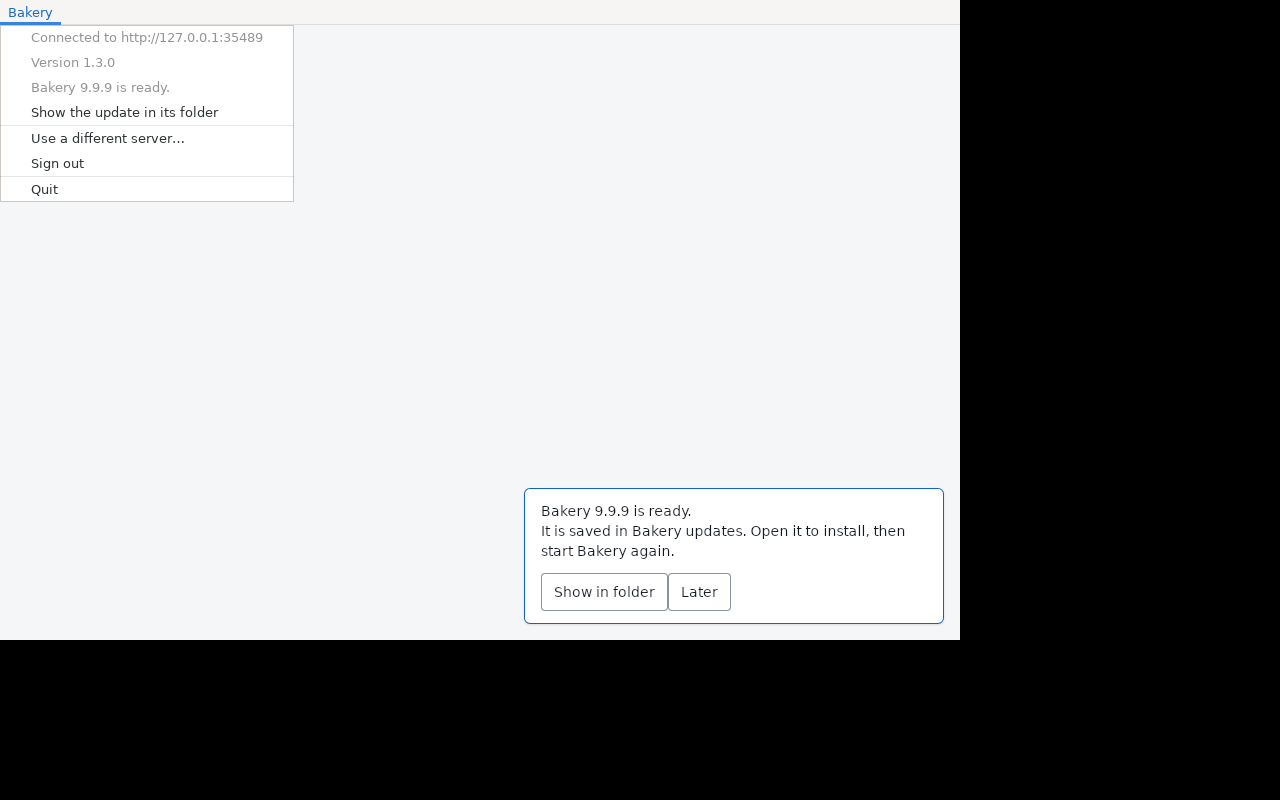 Bakery
Connected to http://127.0.0.1:35489
Version 1.3.0
Bakery 9.9.9 is ready.
Show the update in its folder
Use a different server...
Sign out
Quit
Bakery 9.9.9 is ready.
It is saved in Bakery updates. Open it to install, then
start Bakery again.
Show in folder
Later